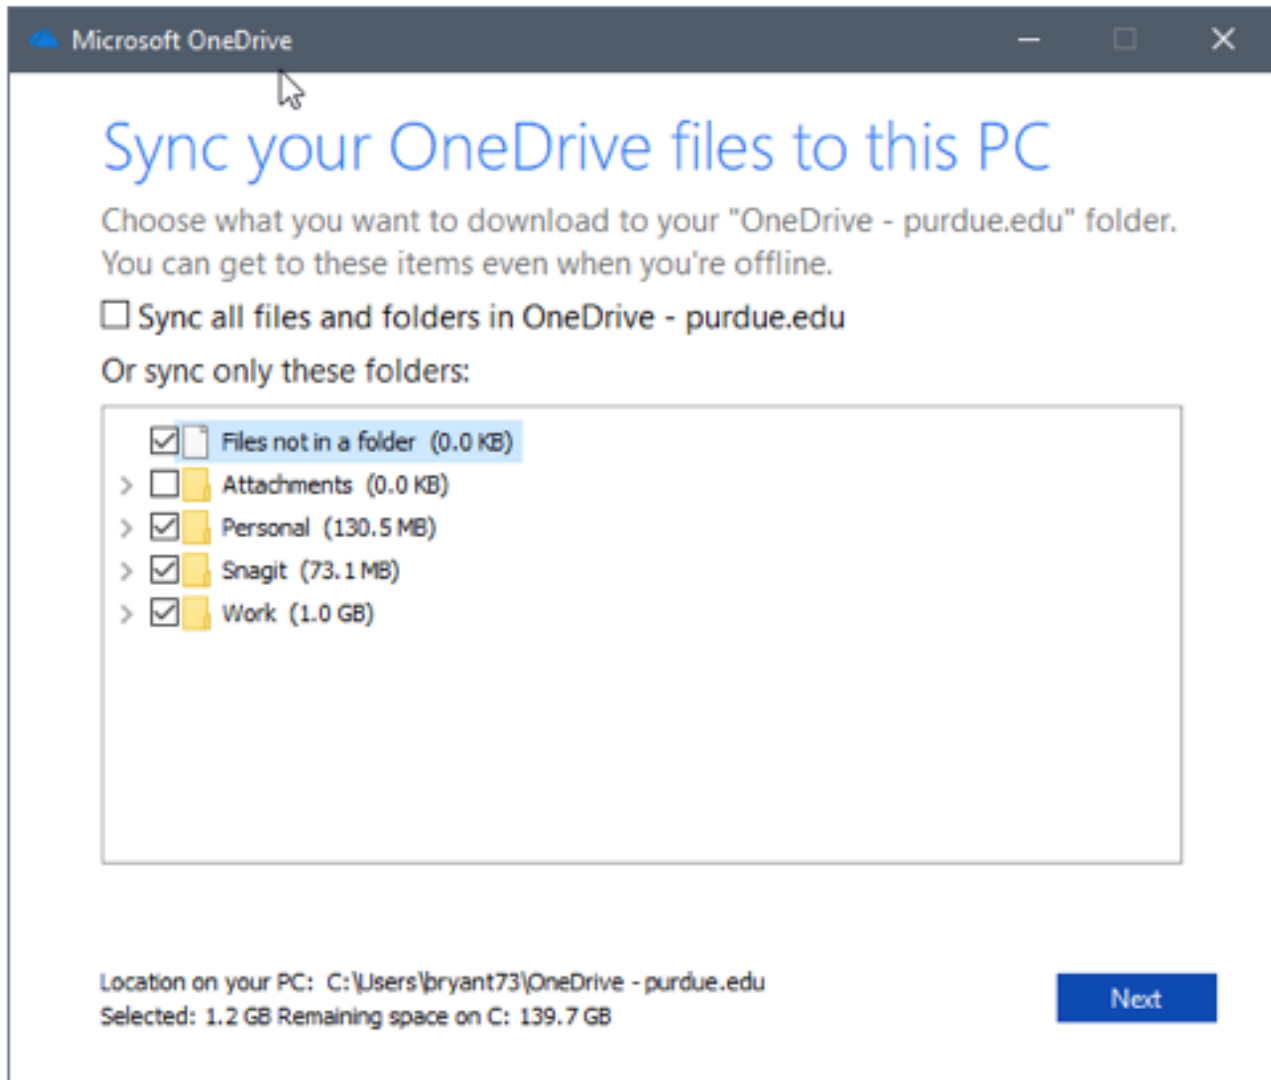 Microsoft OneDrive
Sync your OneDrive files to this PC
Choose what you want to download to your "OneDrive - purdue.edu" folder.
You can get to these items even when you're offline.
Sync all files and folders in OneDrive - purdue.edu
Or sync only these folders:
Files not in a folder (0.0 KB)
Attachments (0.0 KB)
Personal (130.5 MB)
Snagit (73.1 MB)
Work (1.0 GB)
Location on your PC: C:\Users\bryant73\OneDrive - purdue.edu
Selected: 1.2 GB Remaining space on C: 139.7 GB
Next